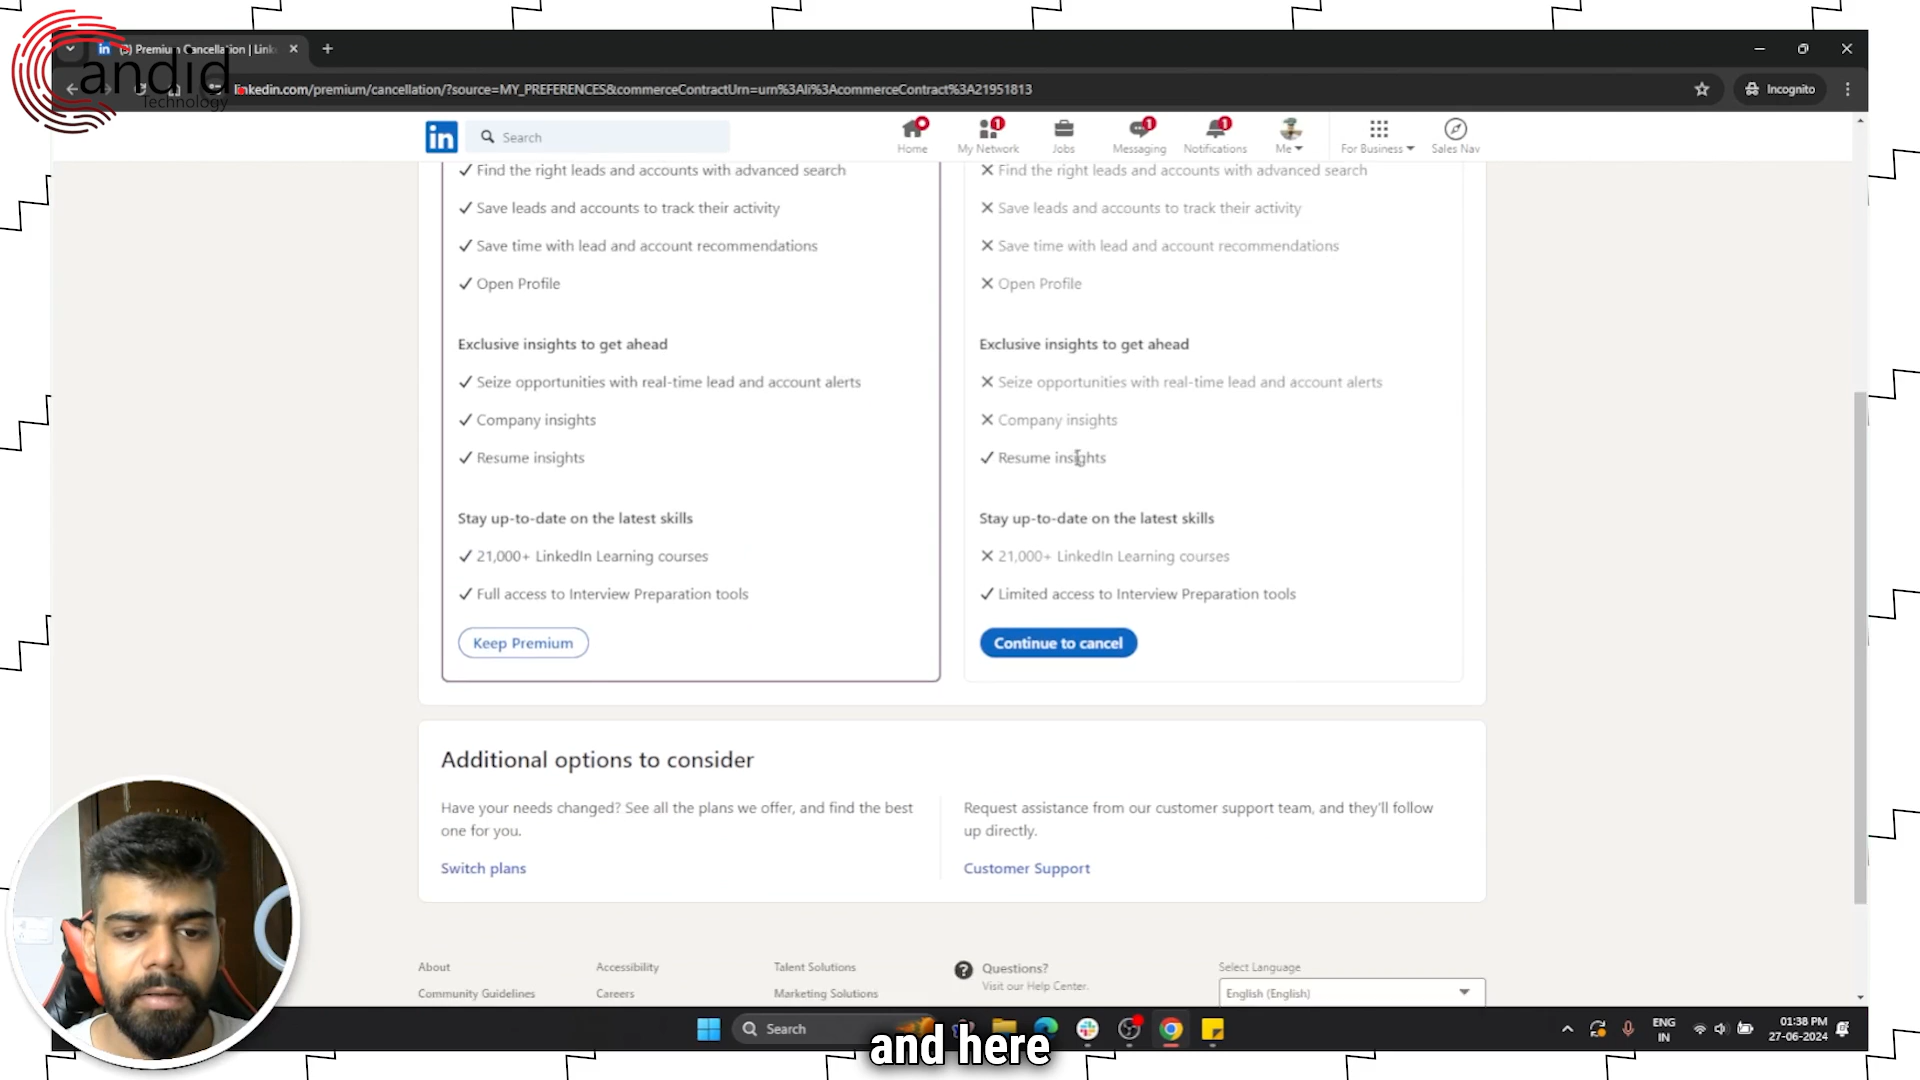 andid
Technology
(3) Premium Cancellation | Link
linkedin.com/premium/cancellation/?source=MY_PREFERENCES&commerceContractUrn=urn%3Ali%3AcommerceContract%3A21951813
Incognito
in
Search
Home
My Network
Jobs
Messaging
Notifications
Me
For Business
Sales Nav
1
1
1
✓ Find the right leads and accounts with advanced search
✓ Save leads and accounts to track their activity
✓ Save time with lead and account recommendations
✓ Open Profile
Exclusive insights to get ahead
✓ Seize opportunities with real-time lead and account alerts
✓ Company insights
✓ Resume insights
Stay up-to-date on the latest skills
✓ 21,000+ LinkedIn Learning courses
✓ Full access to Interview Preparation tools
Keep Premium
✕ Find the right leads and accounts with advanced search
✕ Save leads and accounts to track their activity
✕ Save time with lead and account recommendations
✕ Open Profile
Exclusive insights to get ahead
✕ Seize opportunities with real-time lead and account alerts
✕ Company insights
✓ Resume insights
Stay up-to-date on the latest skills
✕ 21,000+ LinkedIn Learning courses
✓ Limited access to Interview Preparation tools
Continue to cancel
Additional options to consider
Have your needs changed? See all the plans we offer, and find the best
one for you.
Switch plans
Request assistance from our customer support team, and they'll follow
up directly.
Customer Support
About
Community Guidelines
Accessibility
Careers
Talent Solutions
Marketing Solutions
Questions?
Visit our Help Center.
Select Language
English (English)
Search
ENG
IN
01:38 PM
27-06-2024
and here